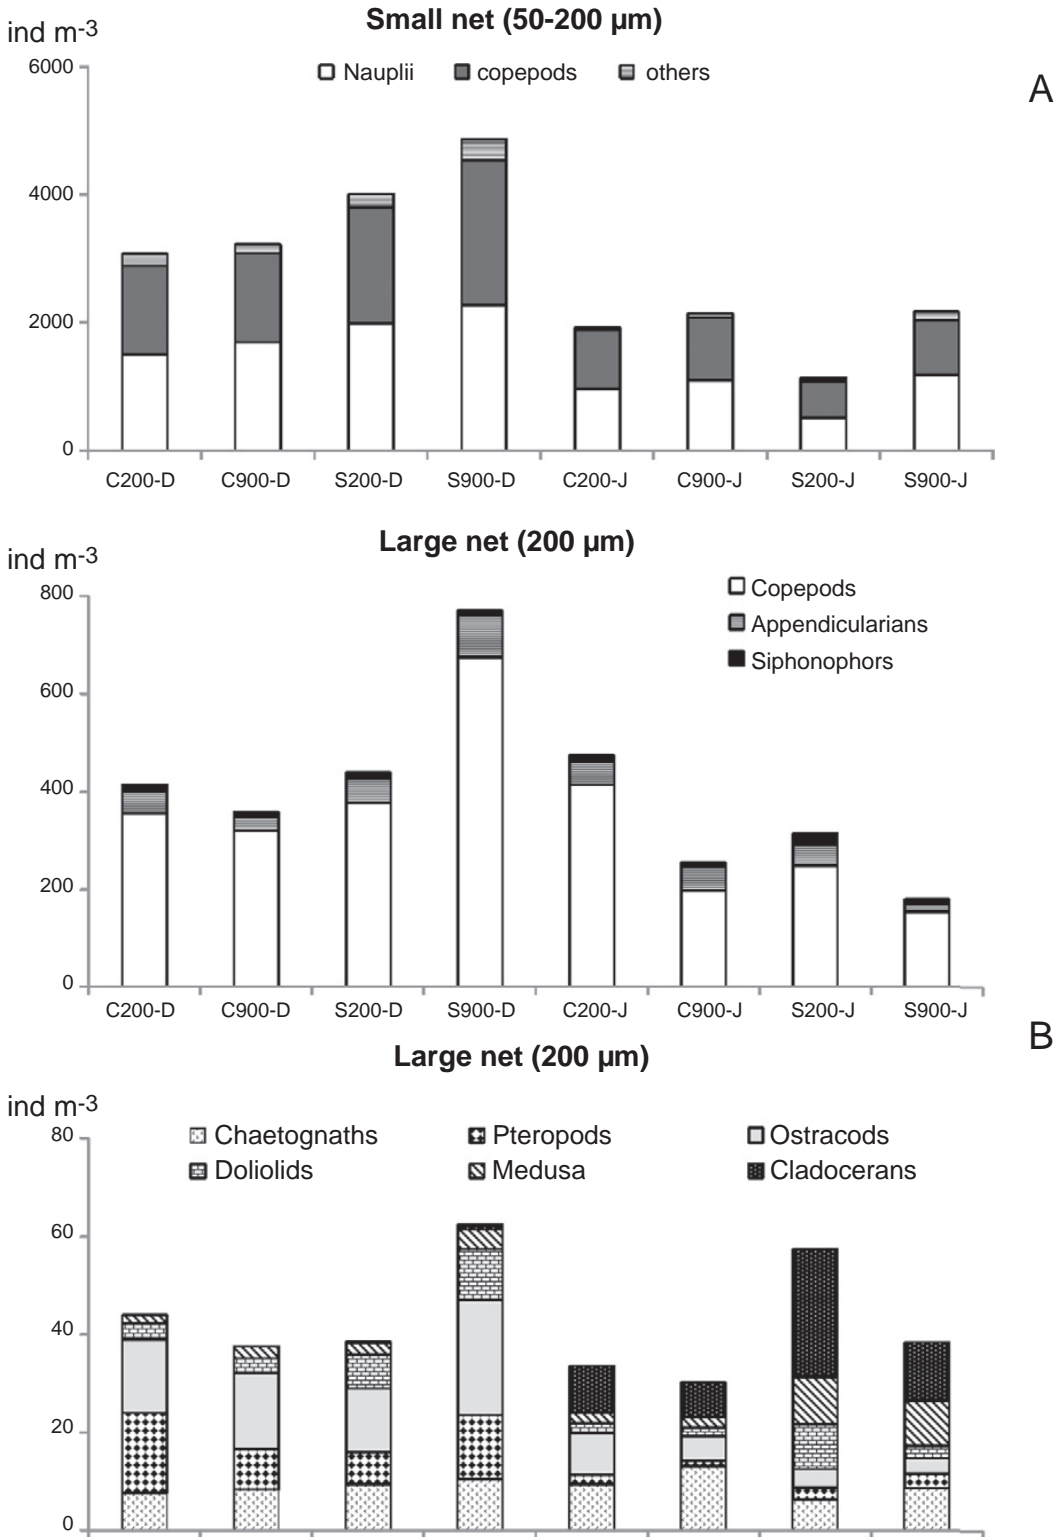 Small net (50-200 µm)
ind m-3
Nauplii copepods others
A
6000
4000
2000
0
C200-D C900-D S200-D S900-D C200-J C900-J S200-J S900-J
Large net (200 µm)
ind m-3
Copepods
Appendicularians
Siphonophors
800
600
400
200
0
C200-D C900-D S200-D S900-D C200-J C900-J S200-J S900-J
B
Large net (200 µm)
ind m-3
Chaetognaths Pteropods Ostracods
Doliolids Medusa Cladocerans
80
60
40
20
0